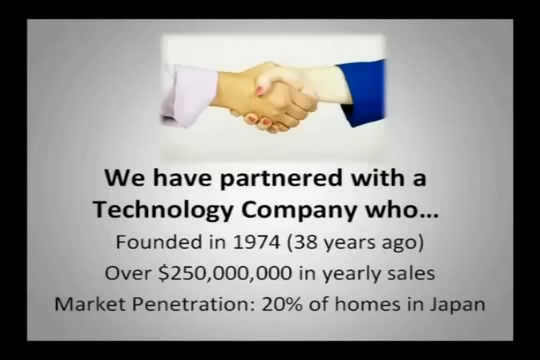 We have partnered with a
Technology Company who...
Founded in 1974 (38 years ago)
Over $250,000,000 in yearly sales
Market Penetration: 20% of homes in Japan